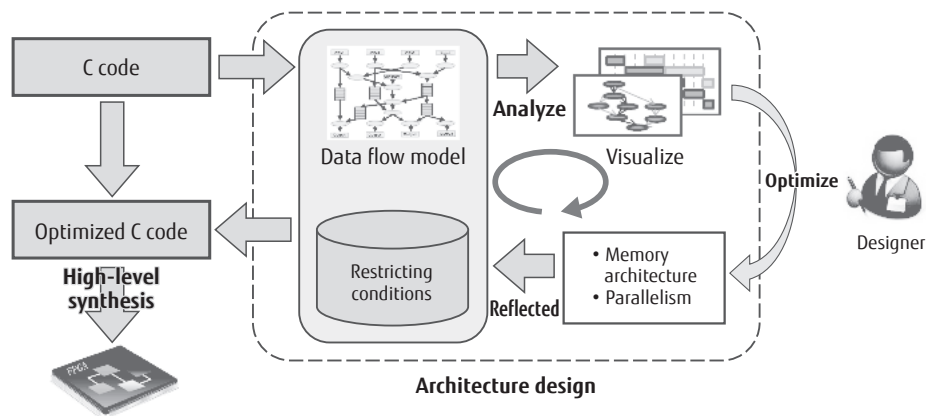 C code
Data flow model
Analyze
Visualize
Optimize
Designer
Optimized C code
Restricting
conditions
Reflected
• Memory
architecture
• Parallelism
High-level
synthesis
FPGA
Architecture design